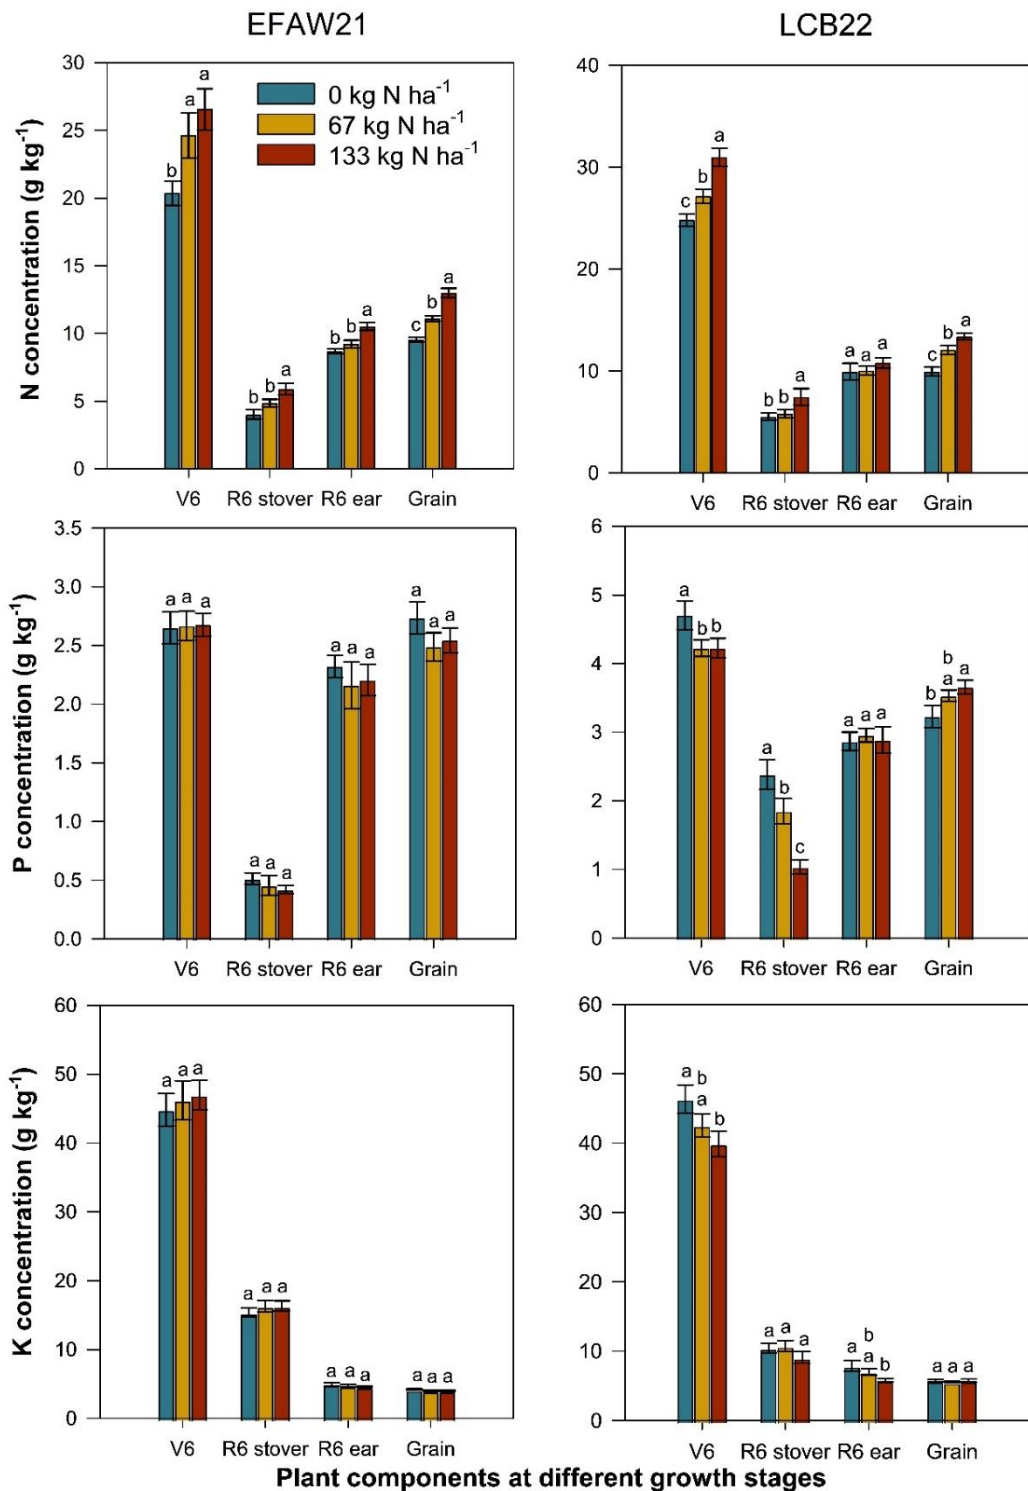 EFAW21
LCB22
N concentration (g kg⁻¹)
30
25
20
15
10
5
0
0 kg N ha⁻¹
67 kg N ha⁻¹
133 kg N ha⁻¹
b a a
b b a
b b a
c b a
V6 R6 stover R6 ear Grain
40
30
20
10
0
c b a
b b a
a a a
c b a
V6 R6 stover R6 ear Grain
P concentration (g kg⁻¹)
3.5
3.0
2.5
2.0
1.5
1.0
0.5
0.0
a a a
a a a
a a a
a a a
V6 R6 stover R6 ear Grain
6
5
4
3
2
1
0
a b b
a b c
a a a
b
b a a
V6 R6 stover R6 ear Grain
K concentration (g kg⁻¹)
60
50
40
30
20
10
0
a a a
a a a
a a a
a a a
V6 R6 stover R6 ear Grain
60
50
40
30
20
10
0
b
a a b
a a a
b
a a b
a a a
V6 R6 stover R6 ear Grain
Plant components at different growth stages